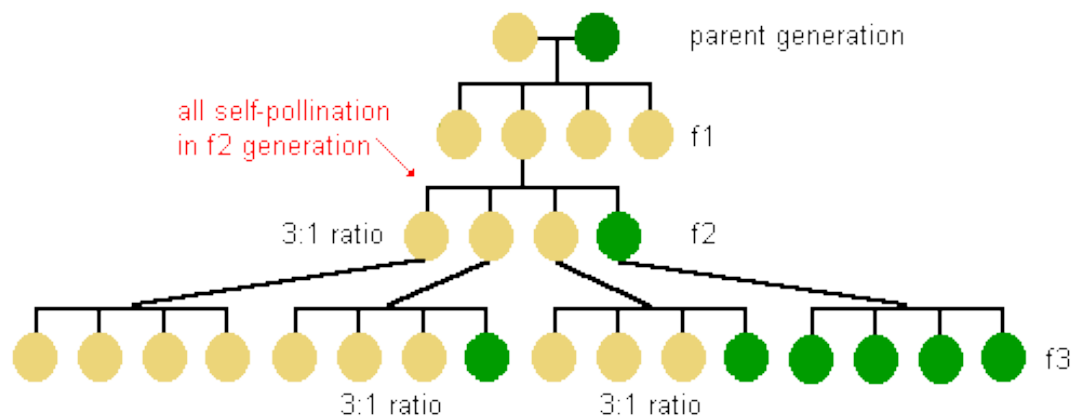 parent generation
all self-pollination
in f2 generation
f1
3:1 ratio
f2
f3
3:1 ratio
3:1 ratio